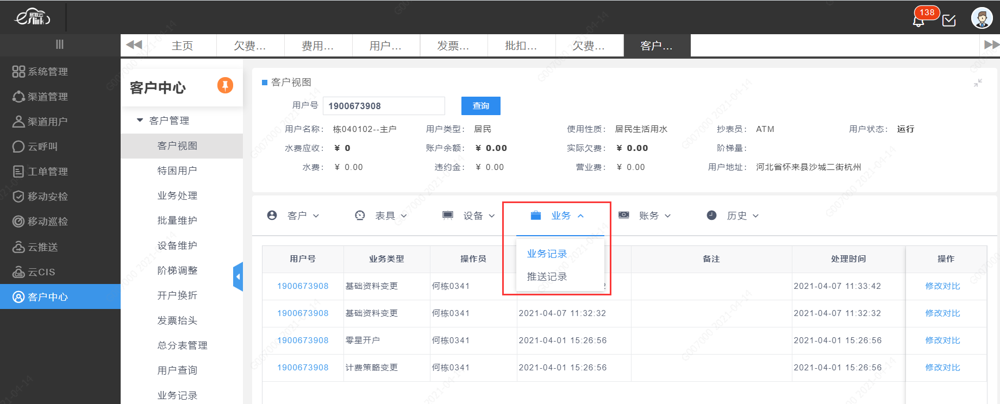 易联云
eslink
138
主页 欠费... 费用... 用户... 发票... 批扣... 欠费... 客户...
系统管理
渠道管理
渠道用户
云呼叫
工单管理
移动安检
移动巡检
云推送
云CIS
客户中心
客户中心
客户管理
客户视图
特困用户
业务处理
批量维护
设备维护
阶梯调整
开户换折
发票抬头
总分表管理
用户查询
业务记录
客户视图
用户号 1900673908 查询
用户名称： 栋040102--主户 用户类型： 居民 使用性质： 居民生活用水 抄表员： ATM 用户状态： 运行
水费应收： ¥ 0 账户余额： ¥ 0.00 实际欠费： ¥ 0.00 阶梯量：
水费： ¥ 0.00 违约金： ¥ 0.00 营业费： ¥ 0.00 用户地址： 河北省怀来县沙城二街杭州
客户 表具 设备 业务 账务 历史
业务记录
推送记录
用户号 业务类型 操作员 备注 处理时间 操作
1900673908 基础资料变更 何栋0341 2 2021-04-07 11:33:42 修改对比
1900673908 基础资料变更 何栋0341 2021-04-07 11:32:32 2021-04-07 11:32:32 修改对比
1900673908 零星开户 何栋0341 2021-04-01 15:26:56 2021-04-01 15:26:56 修改对比
1900673908 计费策略变更 何栋0341 2021-04-01 15:26:56 2021-04-01 15:26:56 修改对比
G007000 2021-04-14